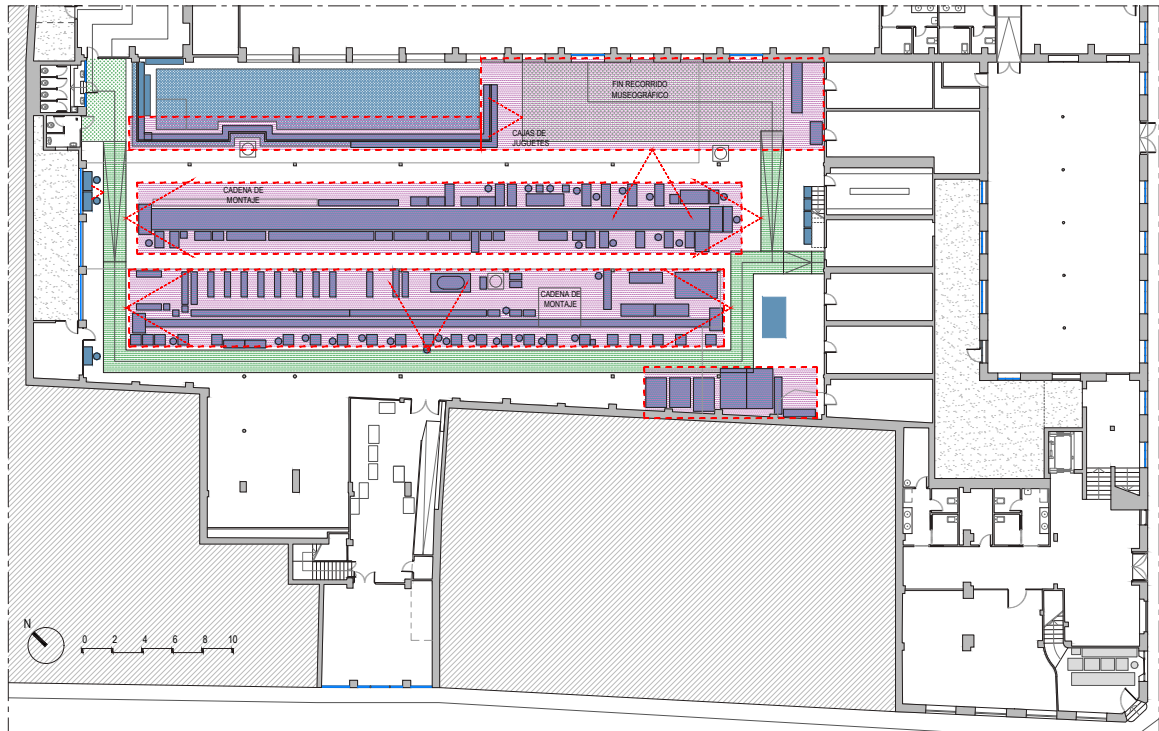 FIN RECORRIDO
MUSEOGRÁFICO
CAJAS DE
JUGUETES
CADENA DE
MONTAJE
CADENA DE
MONTAJE
N
0 2 4 6 8 10